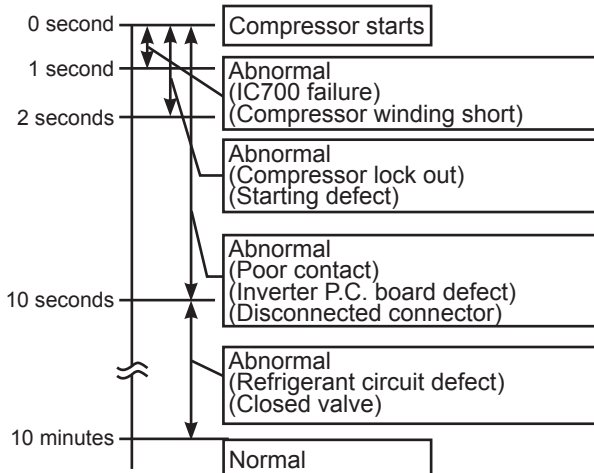 0 second
Compressor starts
1 second
Abnormal
(IC700 failure)
(Compressor winding short)
2 seconds
Abnormal
(Compressor lock out)
(Starting defect)
Abnormal
(Poor contact)
(Inverter P.C. board defect)
(Disconnected connector)
10 seconds
Abnormal
(Refrigerant circuit defect)
(Closed valve)
10 minutes
Normal